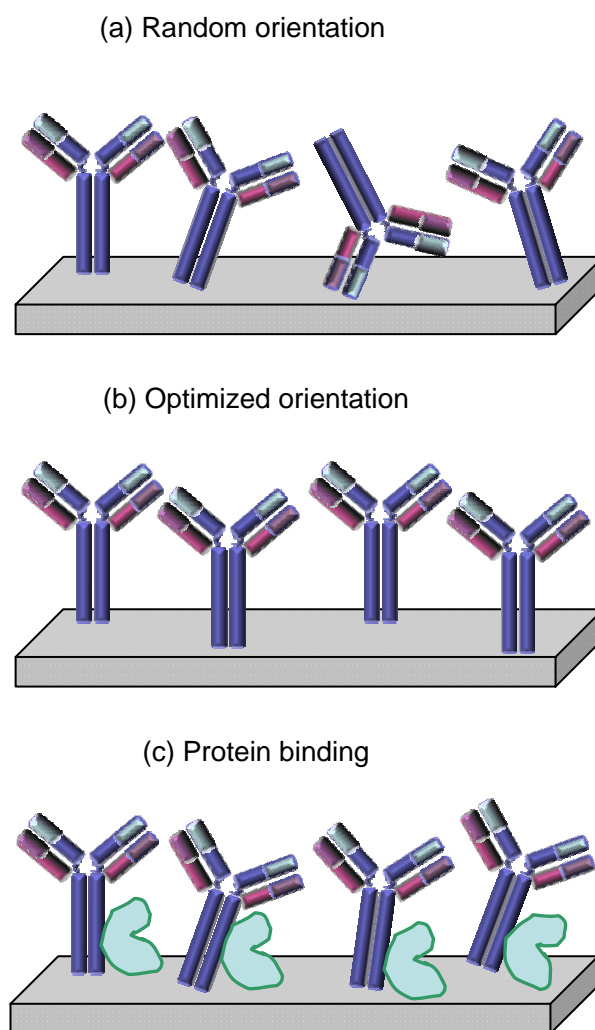 (a) Random orientation
(b) Optimized orientation
(c) Protein binding